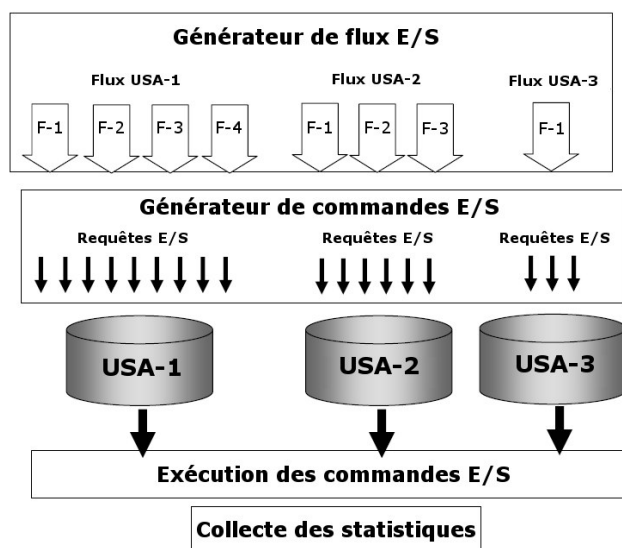 Générateur de flux E/S
Flux USA-1 Flux USA-2 Flux USA-3
F-1 F-2 F-3 F-4 F-1 F-2 F-3 F-1
Générateur de commandes E/S
Requêtes E/S Requêtes E/S Requêtes E/S
USA-1 USA-2 USA-3
Exécution des commandes E/S
Collecte des statistiques